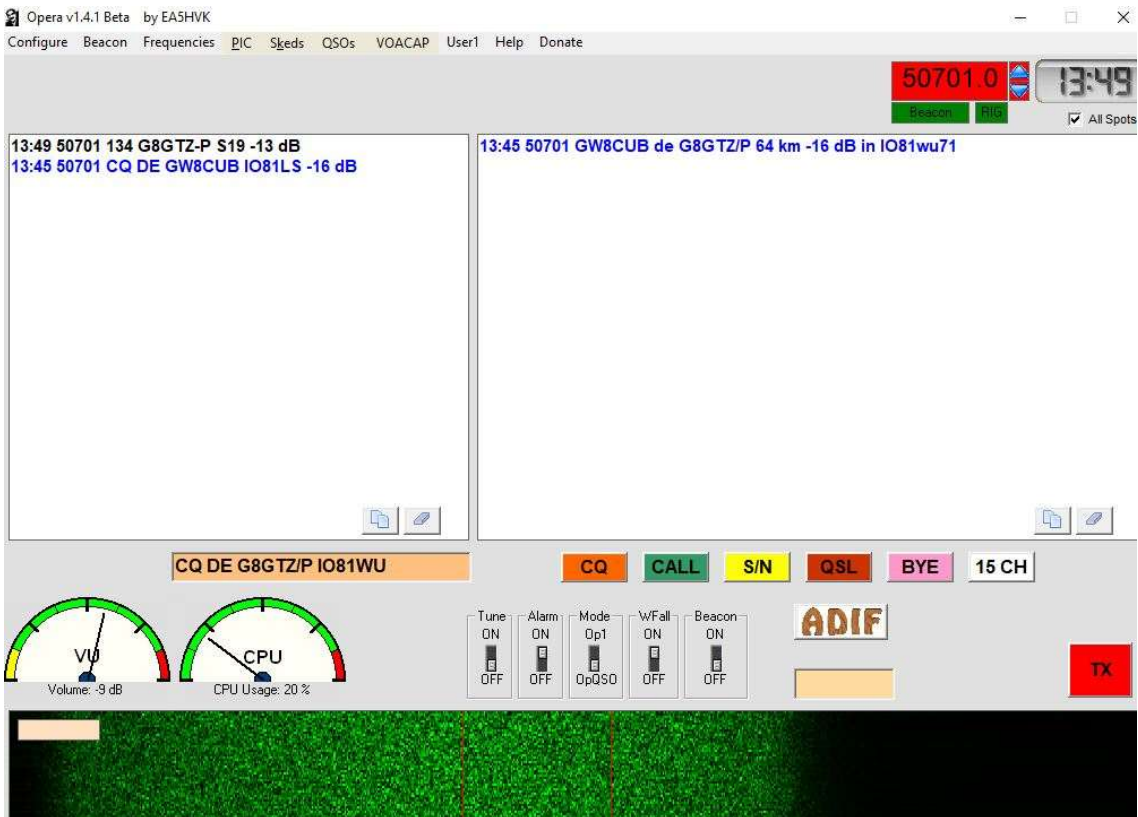 Opera v1.4.1 Beta by EA5HVK
Configure Beacon Frequencies PIC Skeds QSOs VOACAP User1 Help Donate
50701.0 13:49
Beacon RIG
All Spots
13:49 50701 134 G8GTZ-P S19 -13 dB
13:45 50701 CQ DE GW8CUB IO81LS -16 dB
13:45 50701 GW8CUB de G8GTZ/P 64 km -16 dB in IO81wu71
CQ DE G8GTZ/P IO81WU
CQ CALL S/N QSL BYE 15 CH
Tune Alarm Mode WFall Beacon
ON ON Op1 ON ON
OFF OFF OpQSO OFF OFF
ADIF
VU
Volume: -9 dB
CPU
CPU Usage: 20 %
TX